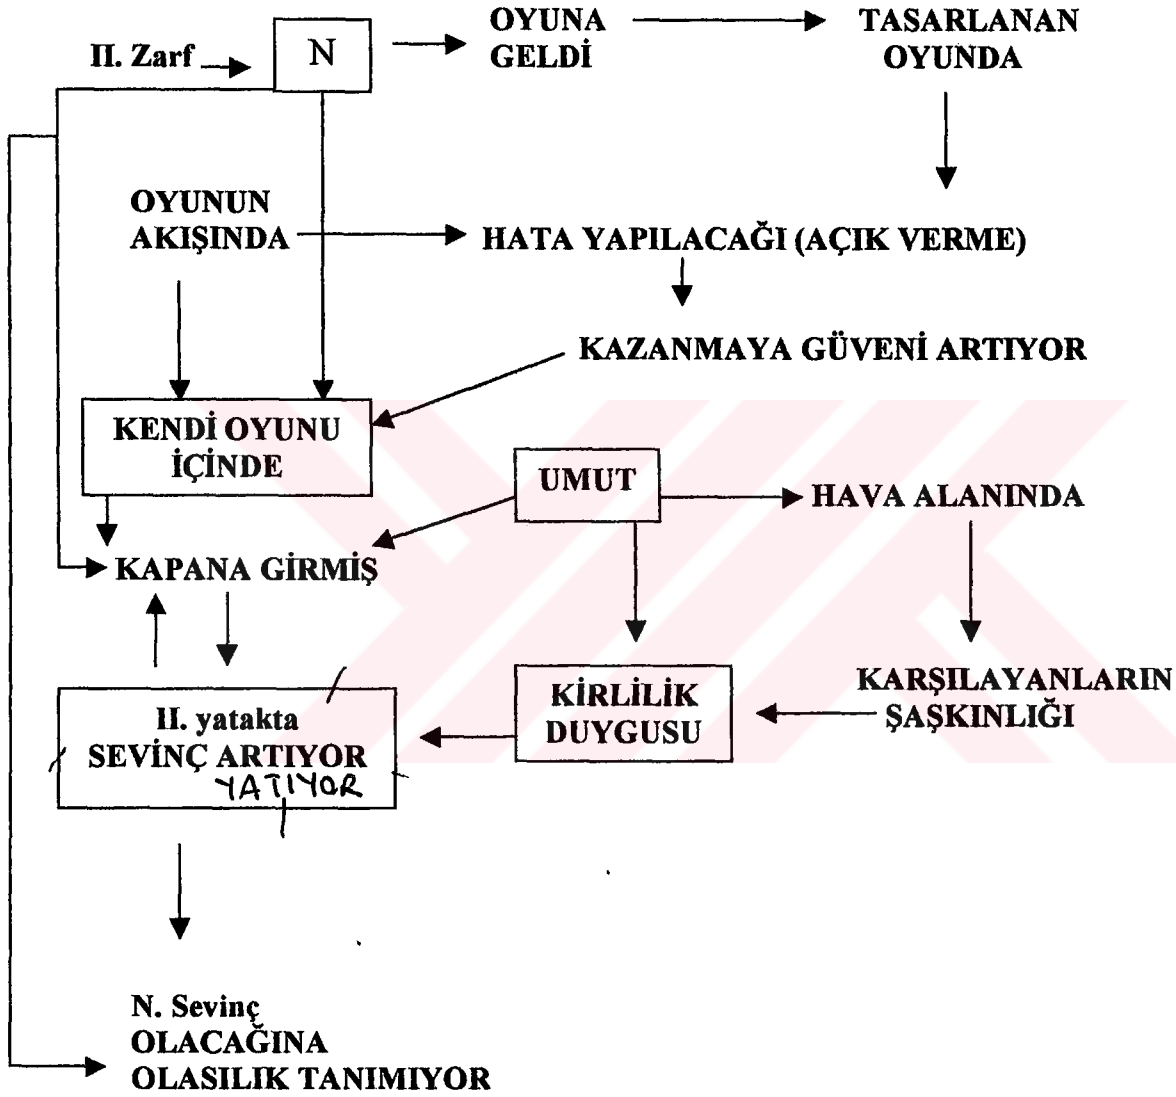 II. Zarf
N
OYUNA
GELDİ
TASARLANAN
OYUNDA
OYUNUN
AKIŞINDA
HATA YAPILACAĞI (AÇIK VERME)
KAZANMAYA GÜVENİ ARTIYOR
KENDİ OYUNU
İÇİNDE
UMUT
HAVA ALANINDA
KAPANA GİRMİŞ
II. yatakta
SEVİNÇ ARTIYOR
YATIYOR
KİRLİLİK
DUYGUSU
KARŞILAYANLARIN
ŞAŞKINLIĞI
N. Sevinç
OLACAĞINA
OLASILIK TANIMIYOR